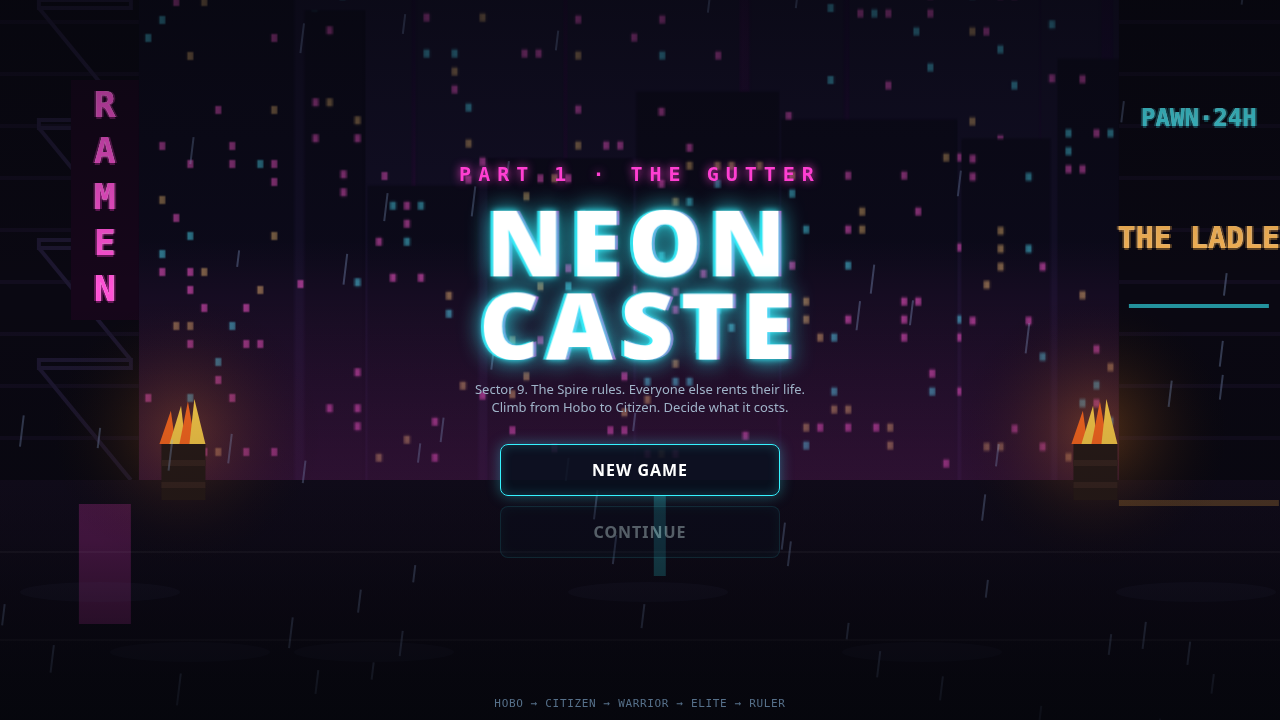 RAMEN
PAWN·24H
THE LADLE
PART 1 · THE GUTTER
NEON
CASTE
Sector 9. The Spire rules. Everyone else rents their life.
Climb from Hobo to Citizen. Decide what it costs.
NEW GAME
CONTINUE
HOBO → CITIZEN → WARRIOR → ELITE → RULER